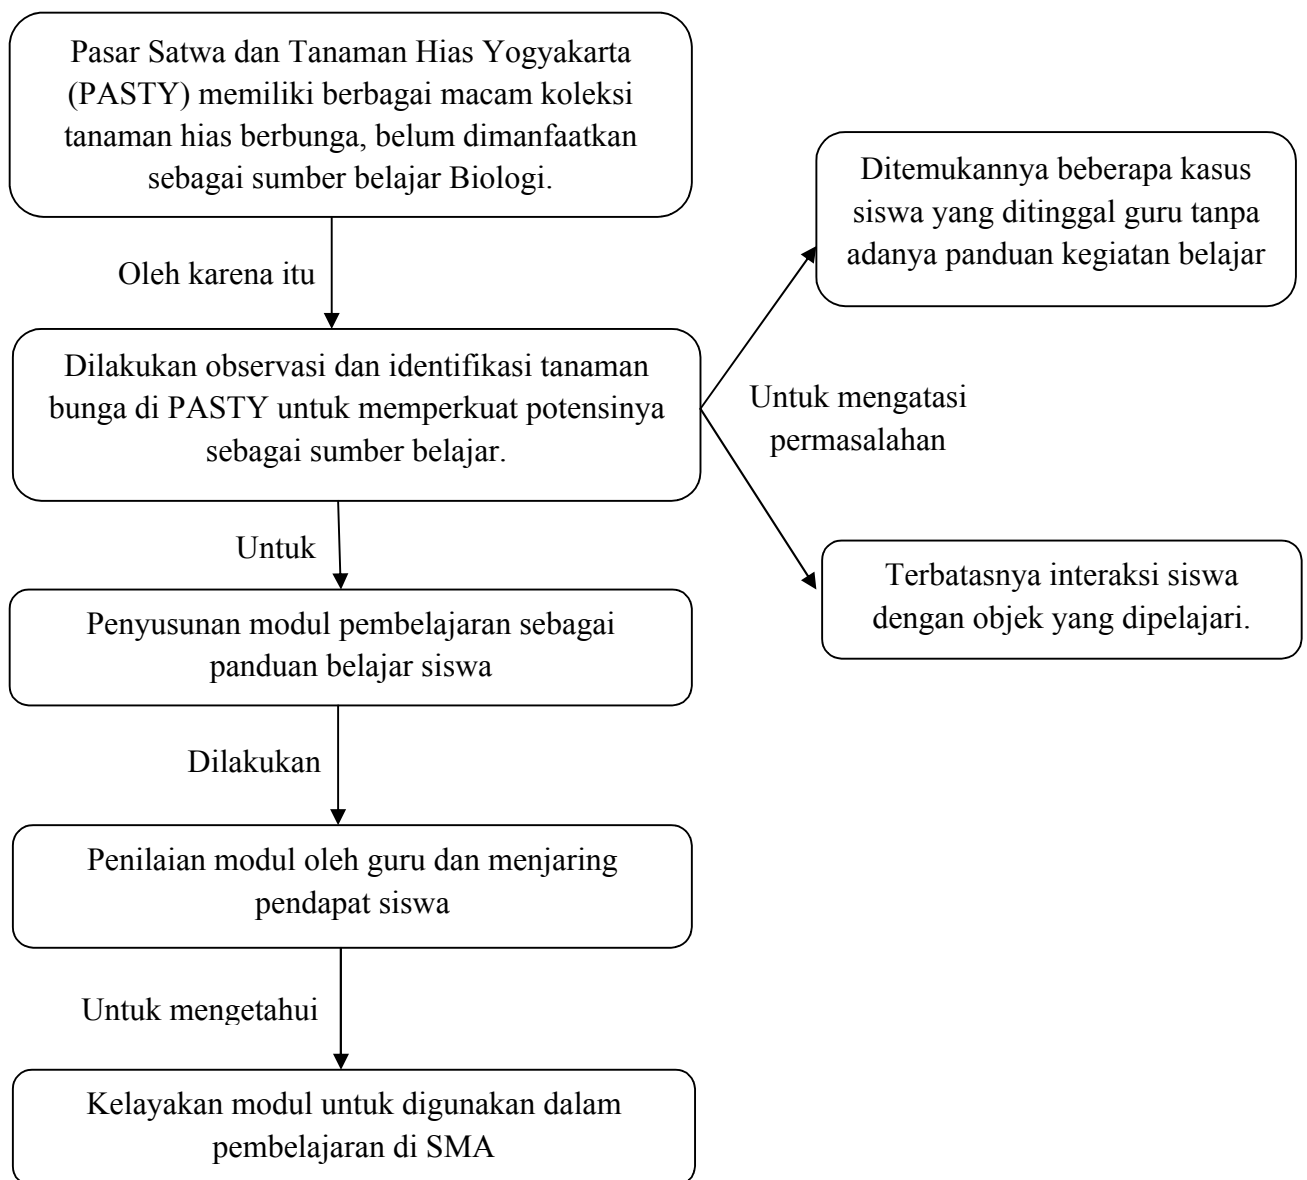 Pasar Satwa dan Tanaman Hias Yogyakarta
(PASTY) memiliki berbagai macam koleksi
tanaman hias berbunga, belum dimanfaatkan
sebagai sumber belajar Biologi.
Ditemukannya beberapa kasus
siswa yang ditinggal guru tanpa
adanya panduan kegiatan belajar
Oleh karena itu
Dilakukan observasi dan identifikasi tanaman
bunga di PASTY untuk memperkuat potensinya
sebagai sumber belajar.
Untuk mengatasi
permasalahan
Untuk
Terbatasnya interaksi siswa
dengan objek yang dipelajari.
Penyusunan modul pembelajaran sebagai
panduan belajar siswa
Dilakukan
Penilaian modul oleh guru dan menjaring
pendapat siswa
Untuk mengetahui
Kelayakan modul untuk digunakan dalam
pembelajaran di SMA